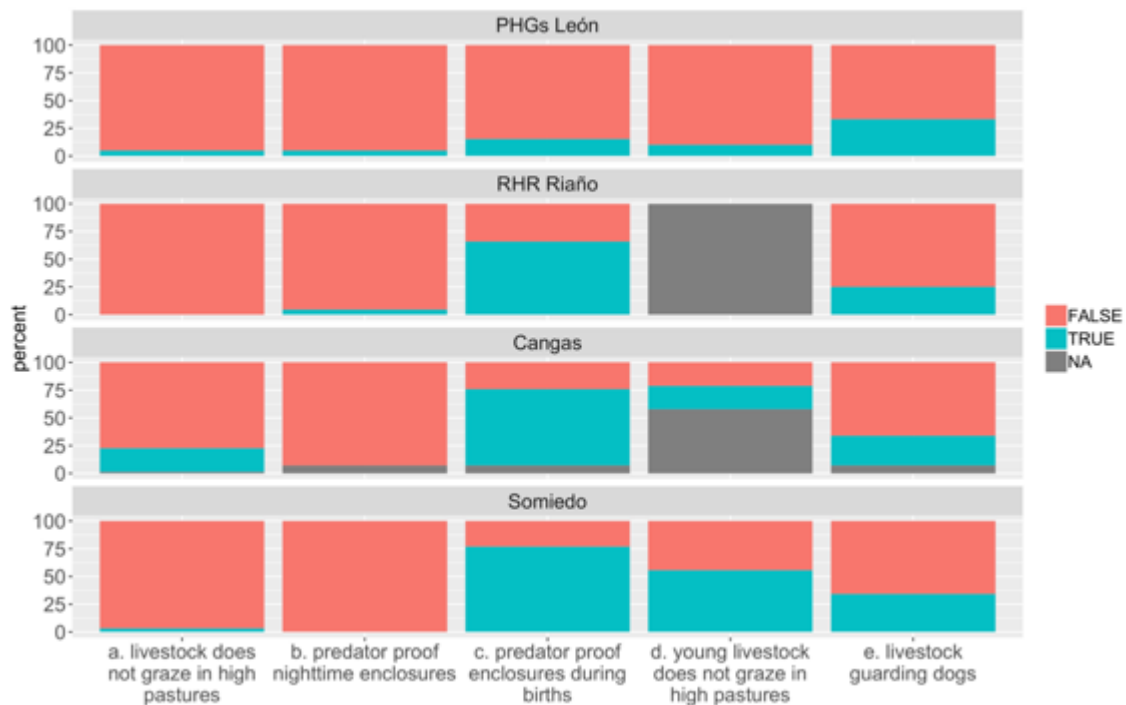 PHGs León
100
75
50
25
0
RHR Riaño
100
75
50
25
0
percent
Cangas
100
75
50
25
0
Somiedo
100
75
50
25
0
a. livestock does
not graze in high
pastures
b. predator proof
nighttime enclosures
c. predator proof
enclosures during
births
d. young livestock
does not graze in
high pastures
e. livestock
guarding dogs
FALSE
TRUE
NA